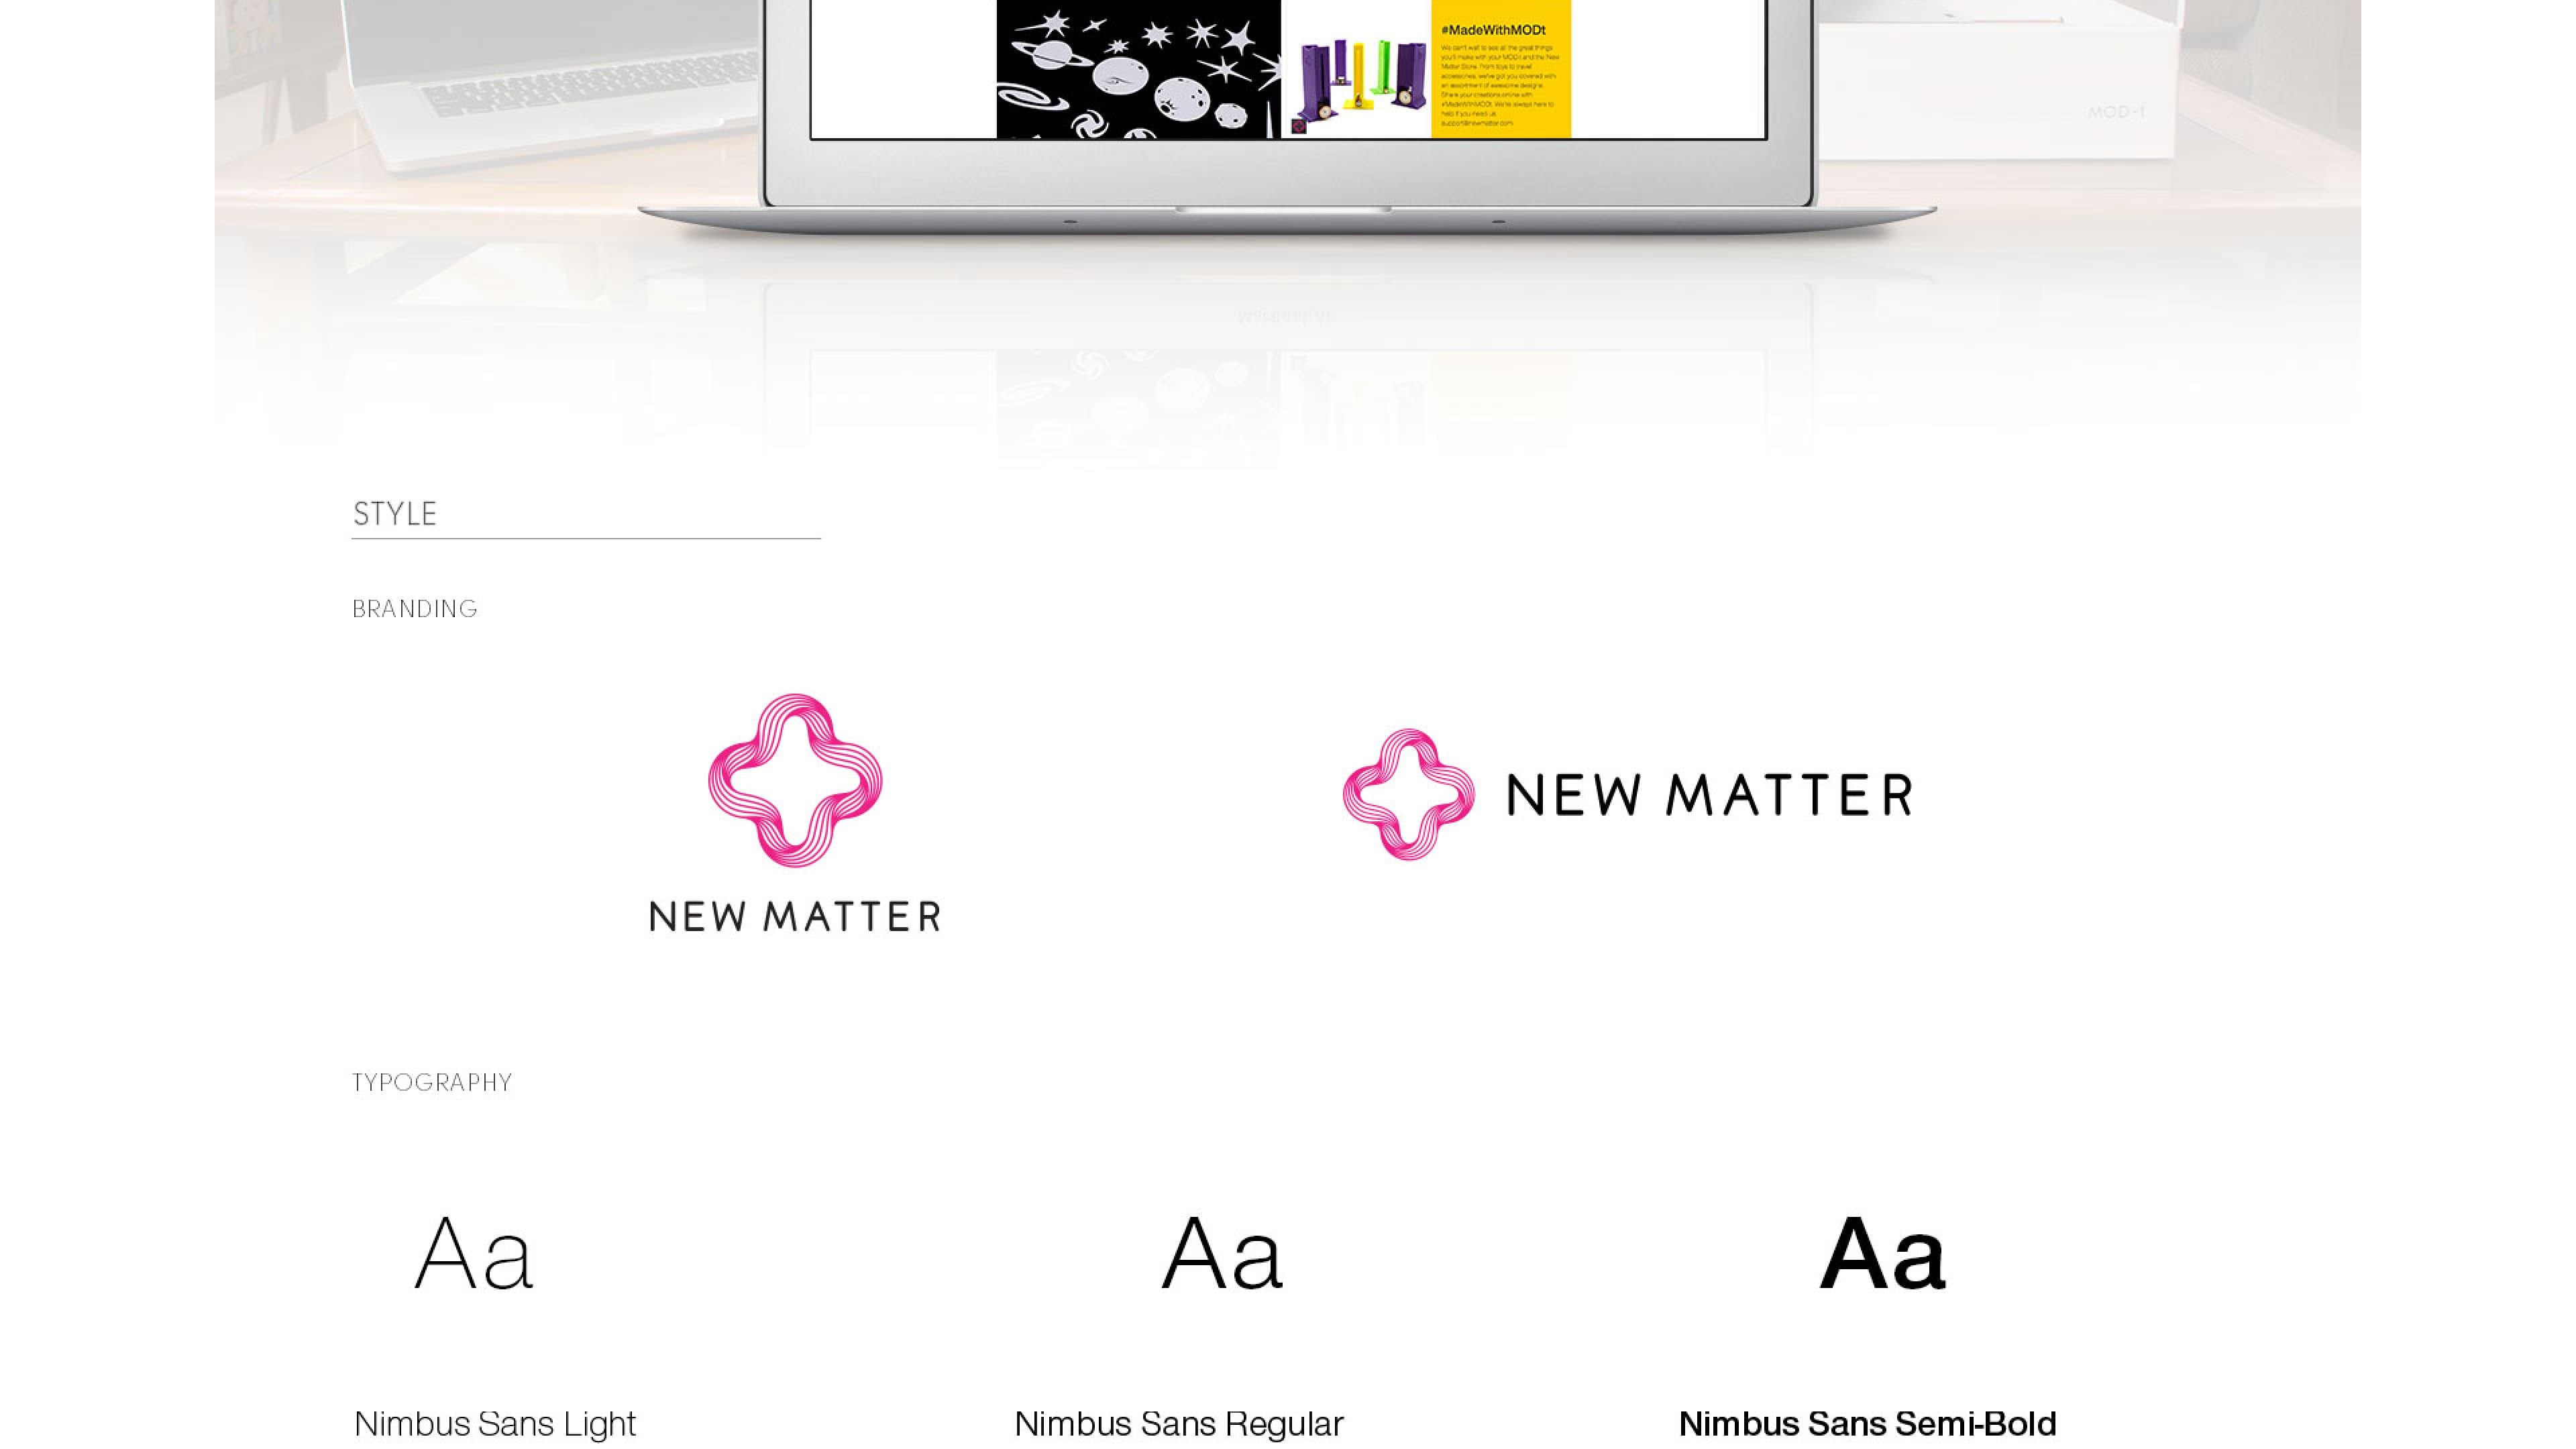 #MadeWithMODt
We can't wait to see all the great things
you'll make with your MOD-t and the New
Matter Store. From toys to travel
accessories, we've got you covered with
an assortment of awesome designs.
Share your creations online with
#MadeWithMODt. We're always here to
help if you need us
support@newmatter.com
MOD-t
STYLE
BRANDING
NEW MATTER
NEW MATTER
TYPOGRAPHY
Aa
Aa
Aa
Nimbus Sans Light
Nimbus Sans Regular
Nimbus Sans Semi-Bold